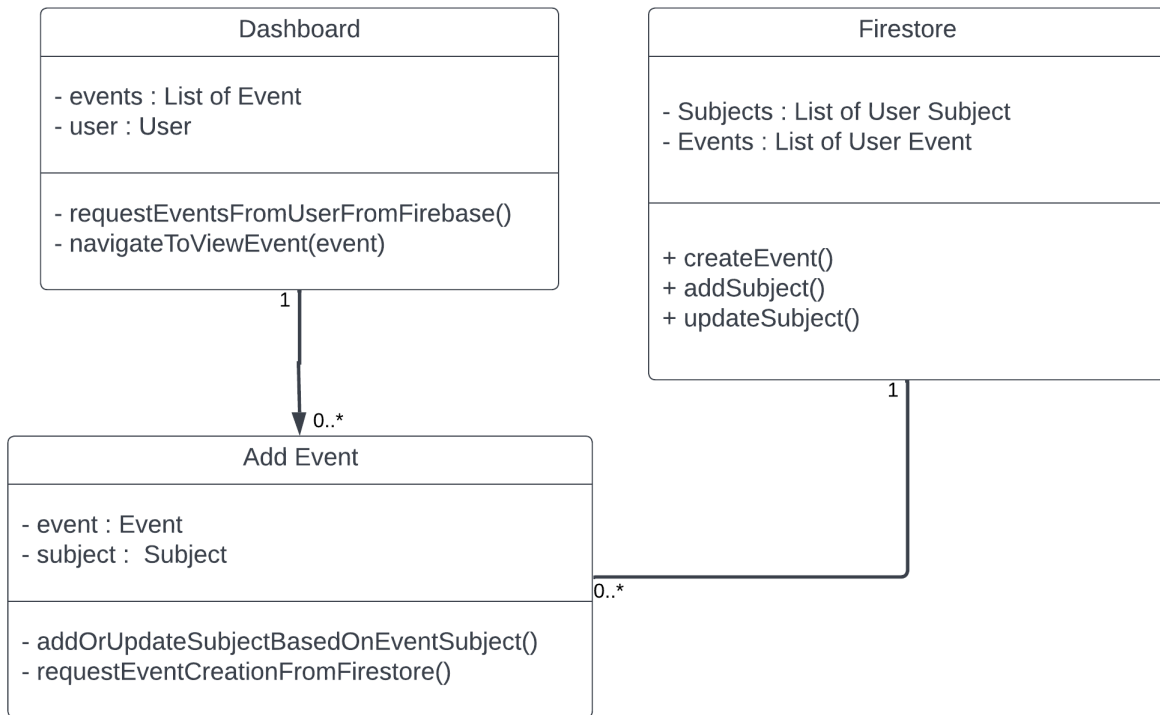 Dashboard
- events : List of Event
- user : User
- requestEventsFromUserFromFirebase()
- navigateToViewEvent(event)
1
0..*
Firestore
- Subjects : List of User Subject
- Events : List of User Event
+ createEvent()
+ addSubject()
+ updateSubject()
1
0..*
Add Event
- event : Event
- subject :  Subject
- addOrUpdateSubjectBasedOnEventSubject()
- requestEventCreationFromFirestore()